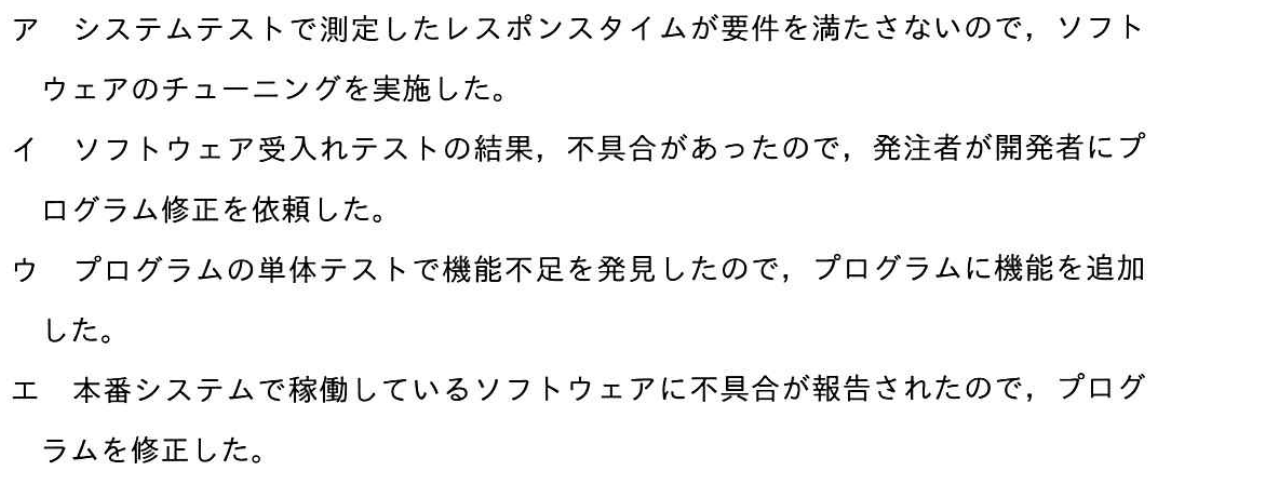 ア　システムテストで測定したレスポンスタイムが要件を満たさないので，ソフト
ウェアのチューニングを実施した。
イ　ソフトウェア受入れテストの結果，不具合があったので，発注者が開発者にプ
ログラム修正を依頼した。
ウ　プログラムの単体テストで機能不足を発見したので，プログラムに機能を追加
した。
エ　本番システムで稼働しているソフトウェアに不具合が報告されたので，プログ
ラムを修正した。